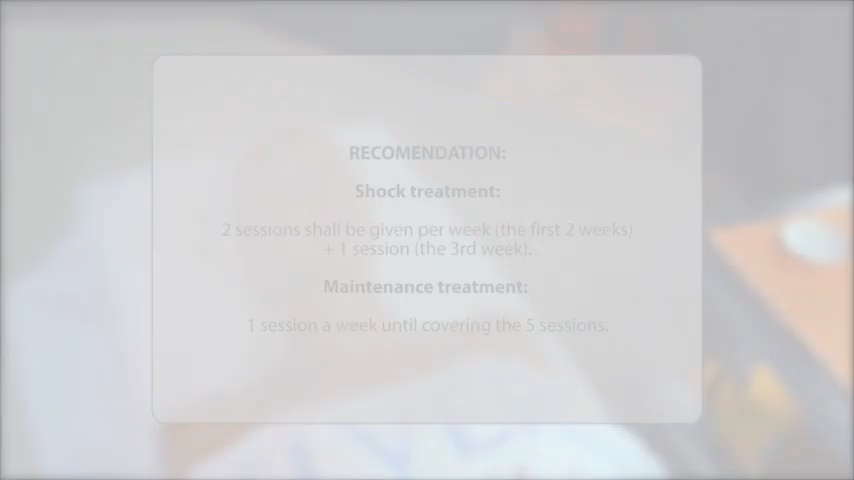 RECOMENDATION:
Shock treatment:
2 sessions shall be given per week (the first 2 weeks)
+ 1 session (the 3rd week).
Maintenance treatment:
1 session a week until covering the 5 sessions.